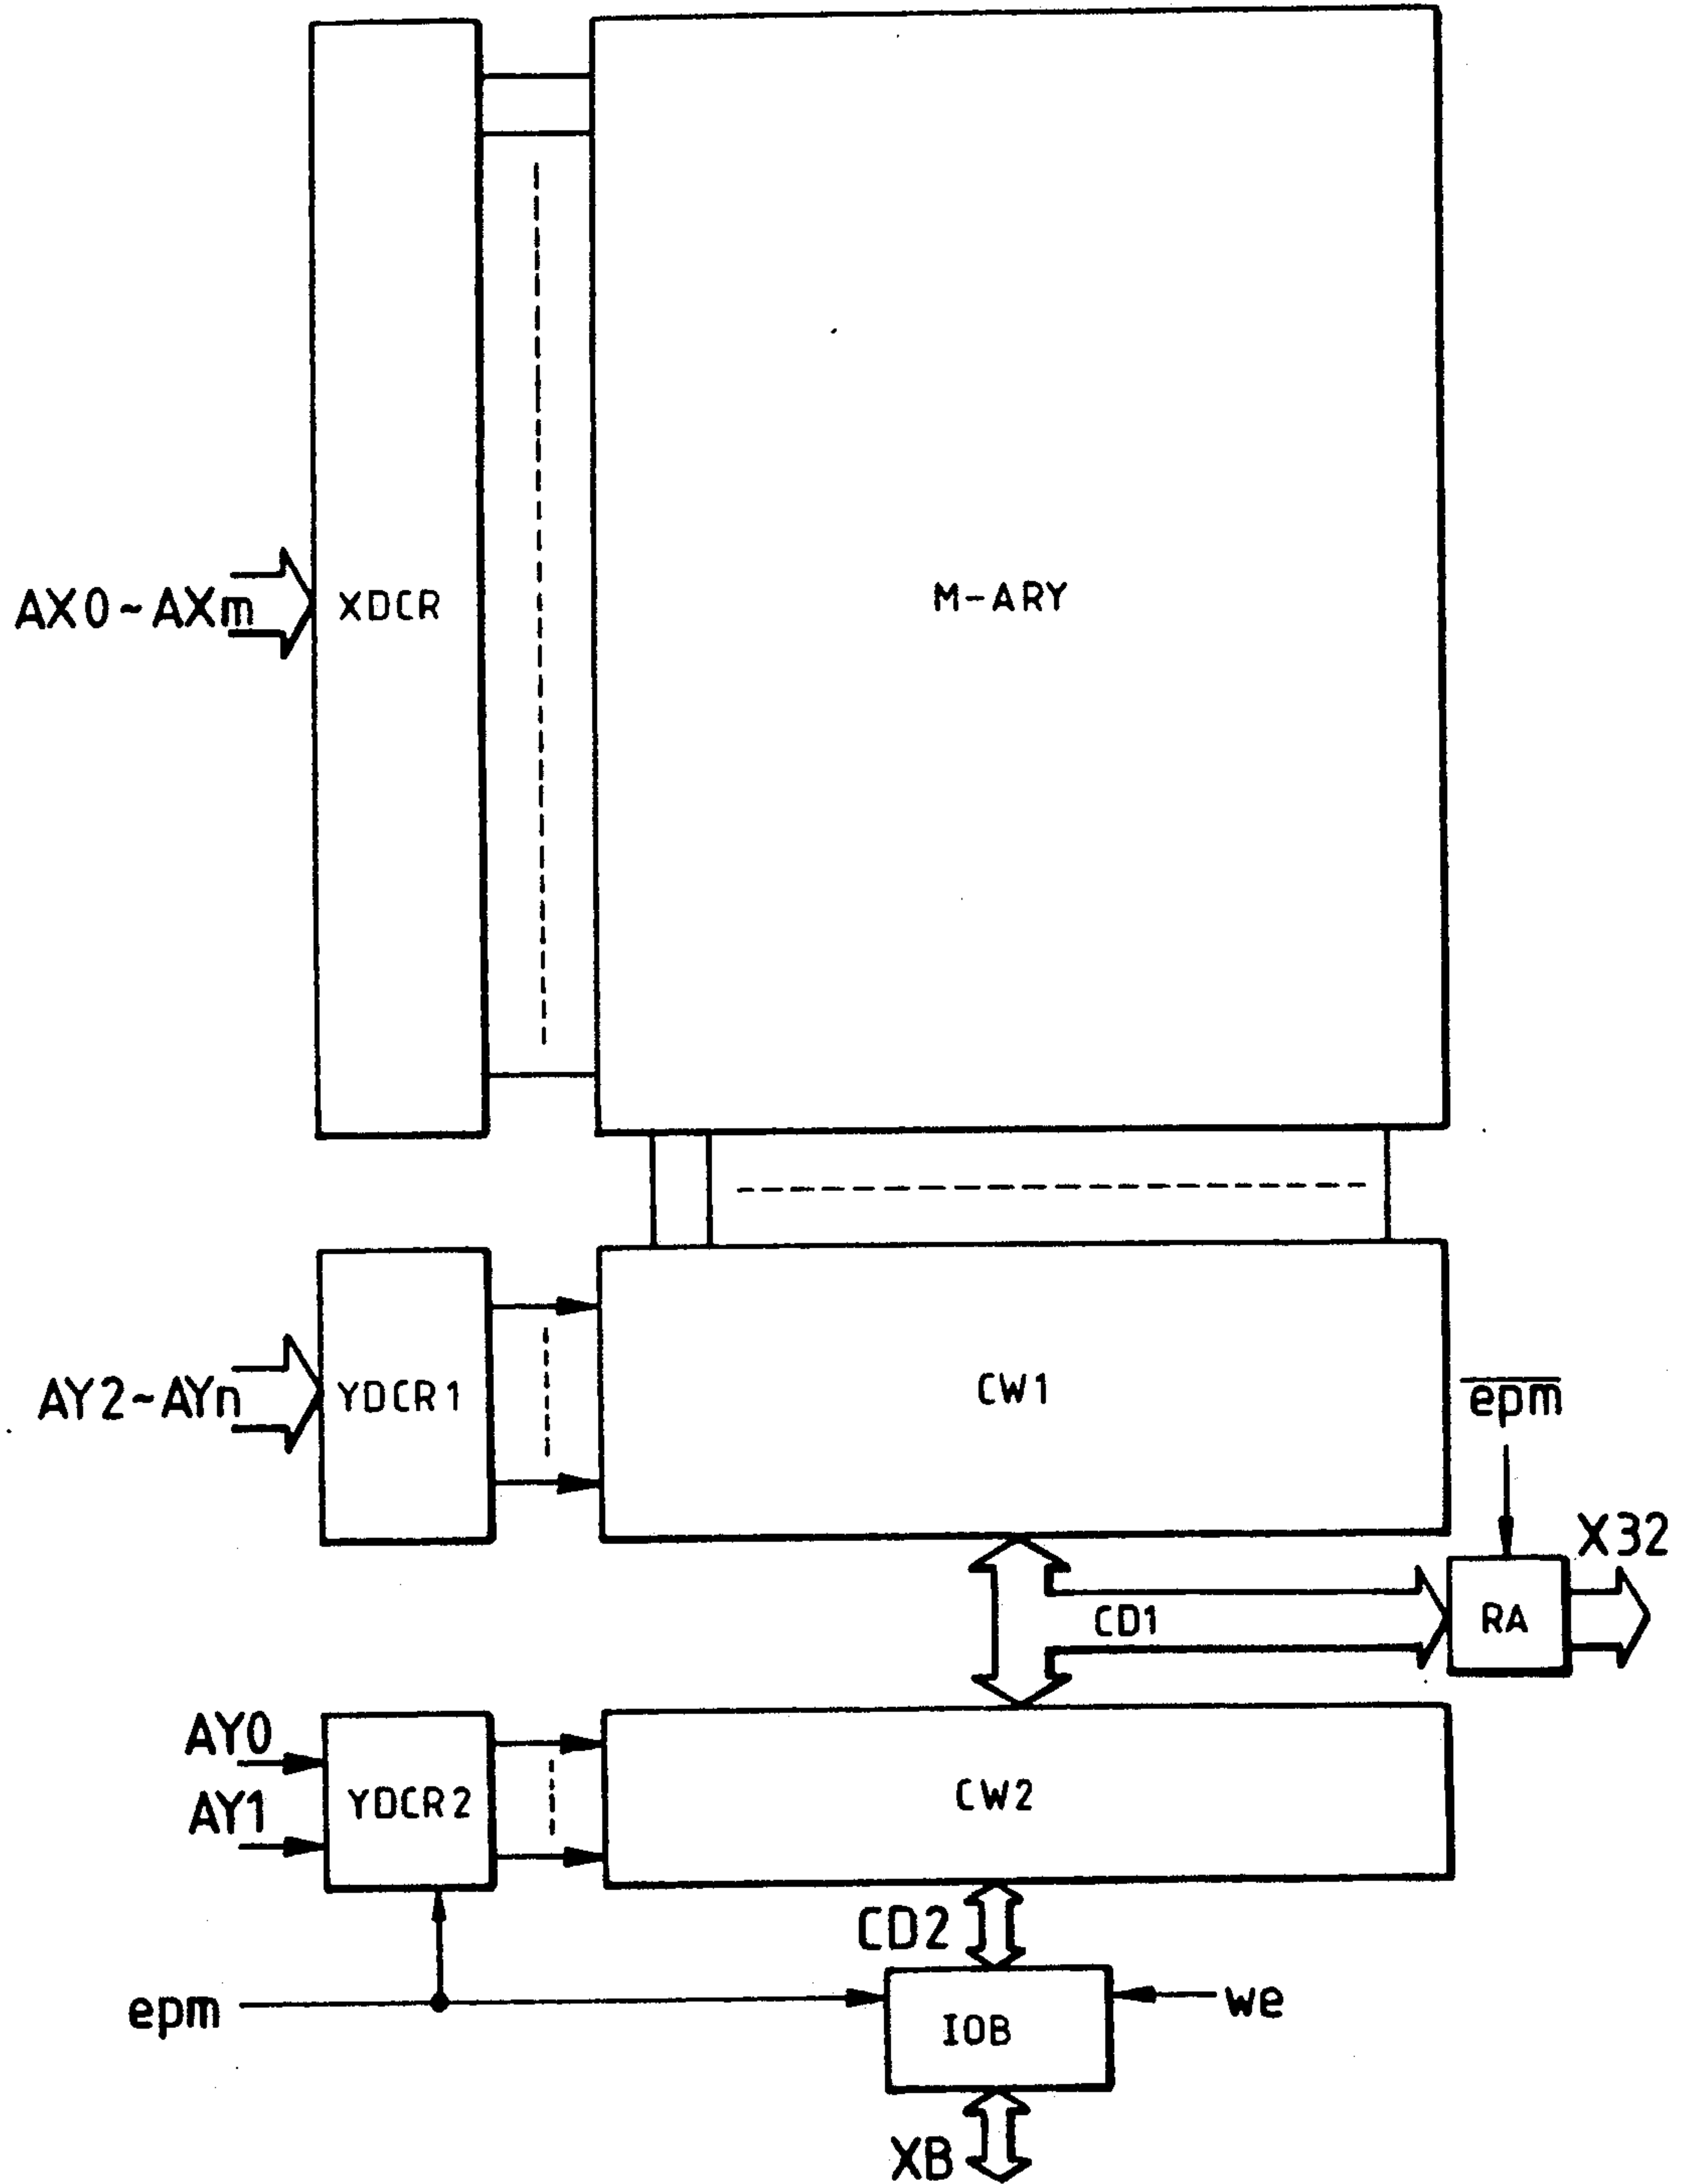 AX0~AXm
XDCR
M-ARY
AY2~AYn
YDCR1
CW1
e̅p̅m̅
X32
CD1
RA
AY0
AY1
YDCR2
CW2
CD2
epm
IOB
we
XB